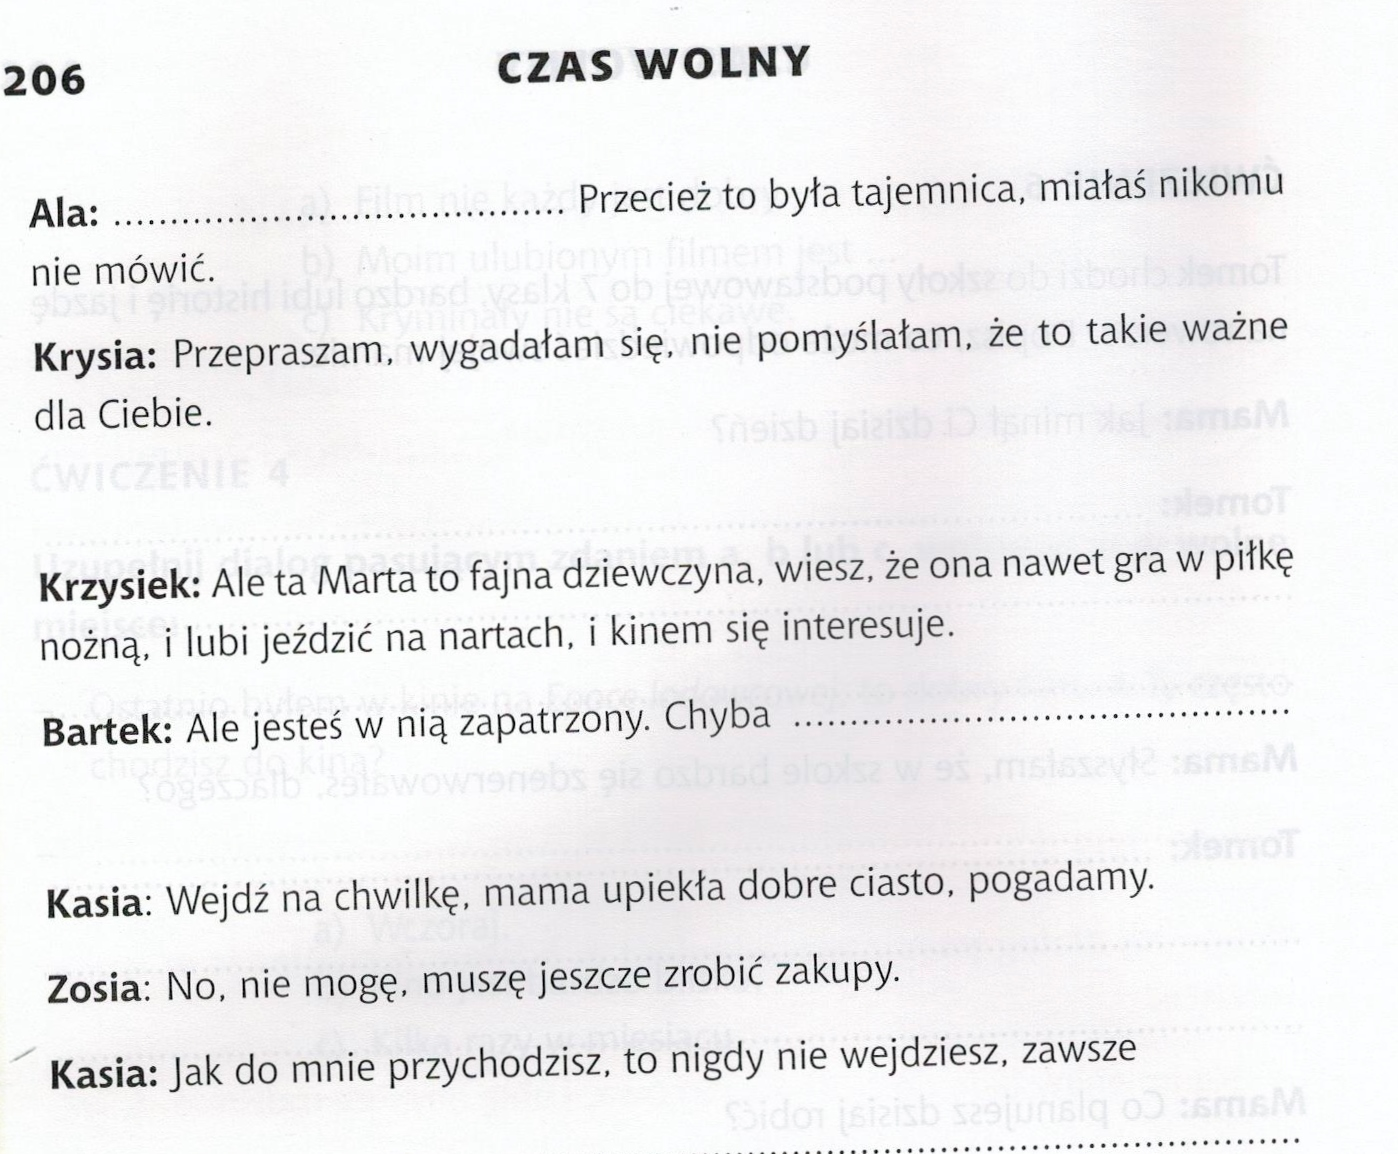 206 CZAS WOLNY
Ala: ........................................ Przecież to była tajemnica, miałaś nikomu
nie mówić.
Krysia: Przepraszam, wygadałam się, nie pomyślałam, że to takie ważne
dla Ciebie.
ĆWICZENIE 4
Krzysiek: Ale ta Marta to fajna dziewczyna, wiesz, że ona nawet gra w piłkę
nożną, i lubi jeździć na nartach, i kinem się interesuje.
Bartek: Ale jesteś w nią zapatrzony. Chyba ........................................
Kasia: Wejdź na chwilkę, mama upiekła dobre ciasto, pogadamy.
Zosia: No, nie mogę, muszę jeszcze zrobić zakupy.
Kasia: Jak do mnie przychodzisz, to nigdy nie wejdziesz, zawsze
........................................